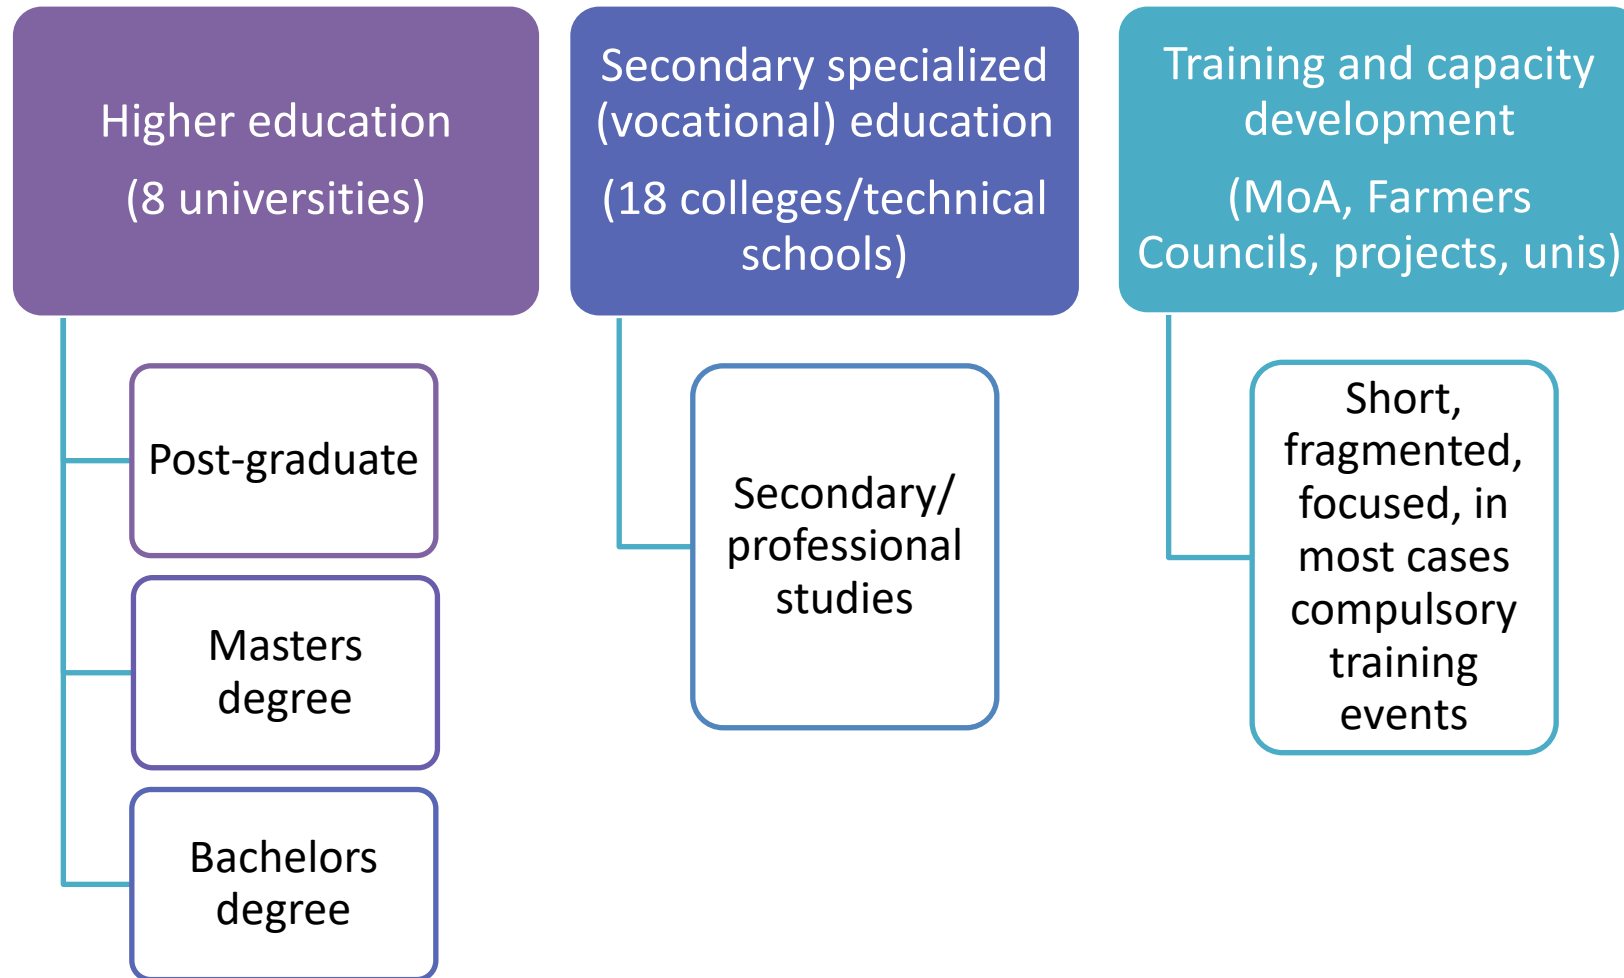 Higher education
(8 universities)
Post-graduate
Masters
degree
Bachelors
degree
Secondary specialized
(vocational) education
(18 colleges/technical
schools)
Secondary/
professional
studies
Training and capacity
development
(MoA, Farmers
Councils, projects, unis)
Short,
fragmented,
focused, in
most cases
compulsory
training
events